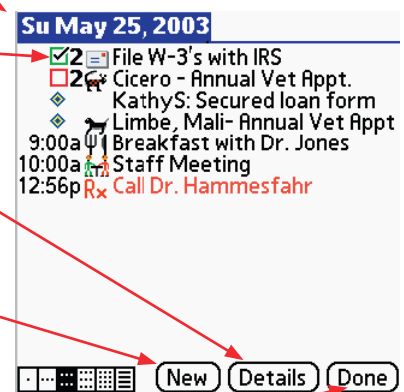 Su May 25, 2003
2 File W-3's with IRS
2 Cicero - Annual Vet Appt.
KathyS: Secured loan form
Limbe, Mali- Annual Vet Appt
9:00a Breakfast with Dr. Jones
10:00a Staff Meeting
12:56p Rx Call Dr. Hammesfahr
New Details Done